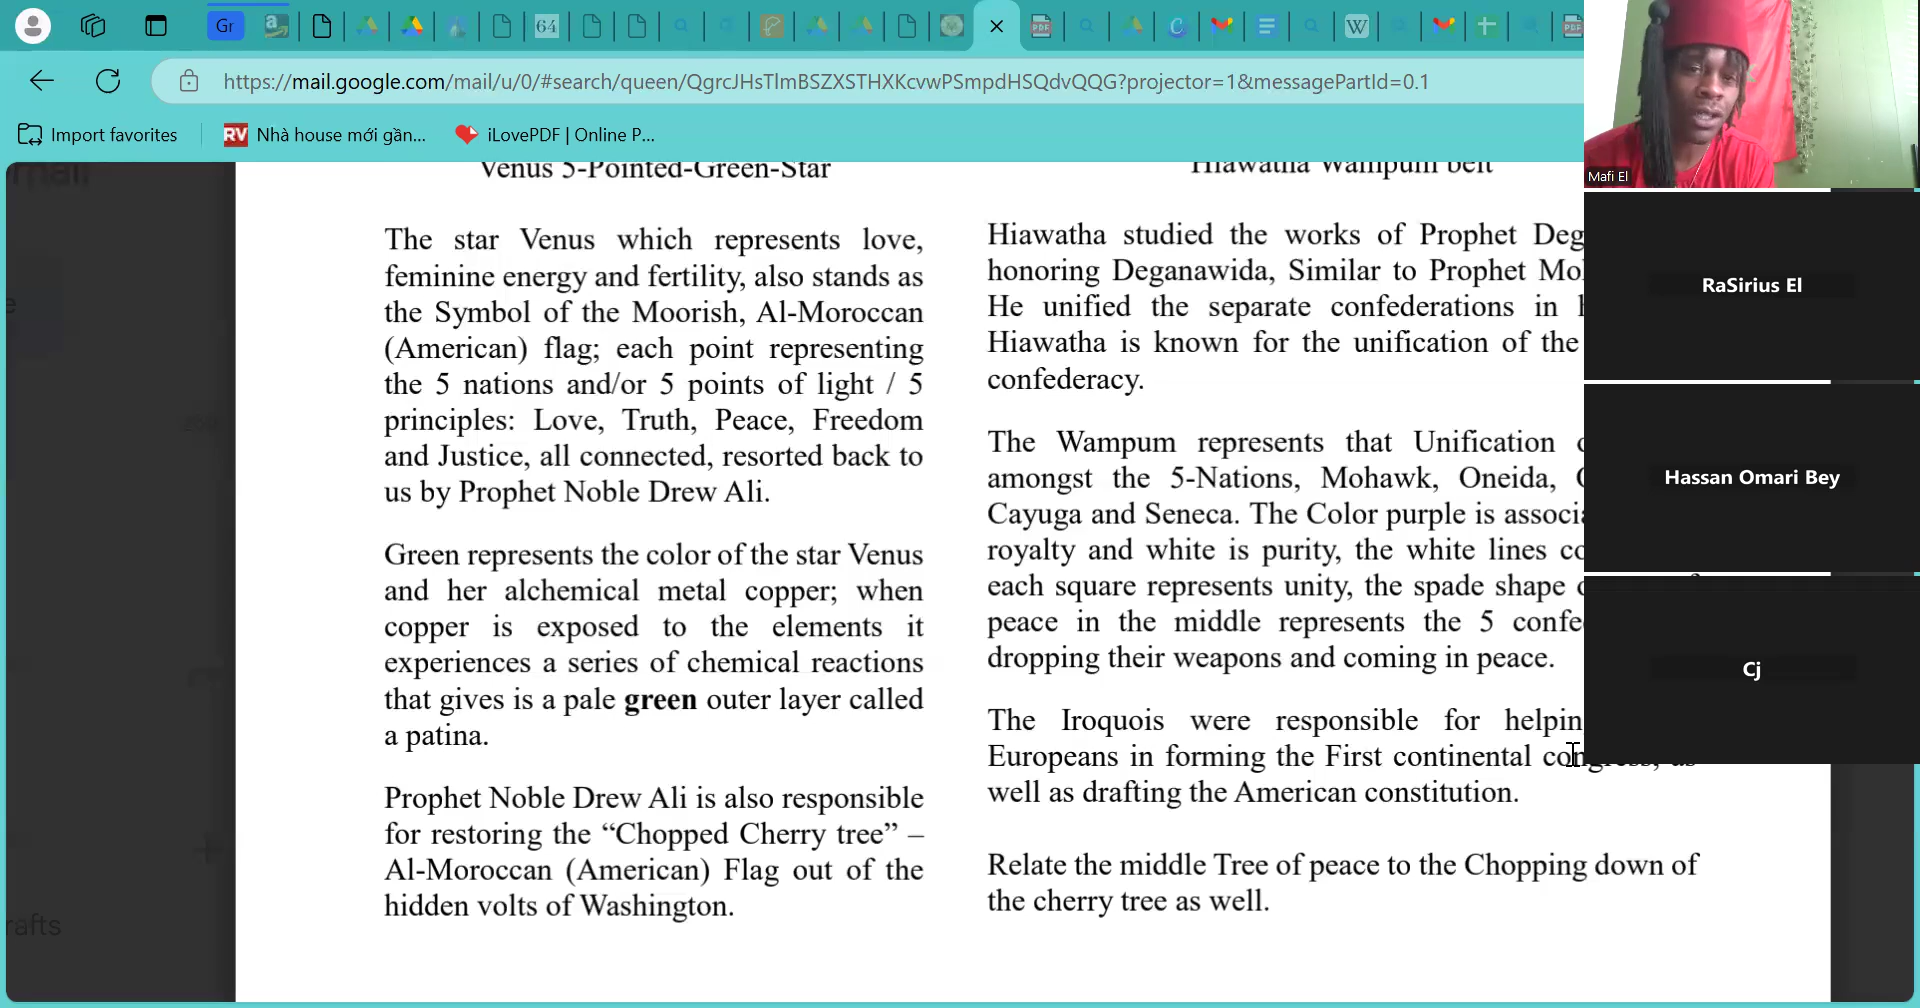 Gr
64
https://mail.google.com/mail/u/0/#search/queen/QgrcJHsTlmBSZXSTHXKcvwPSmpdHSQdvQQG?projector=1&messagePartId=0.1
Import favorites
RV Nhà house mới gần...
iLovePDF | Online P...
Venus 5-Pointed-Green-Star
The star Venus which represents love,
feminine energy and fertility, also stands as
the Symbol of the Moorish, Al-Moroccan
(American) flag; each point representing
the 5 nations and/or 5 points of light / 5
principles: Love, Truth, Peace, Freedom
and Justice, all connected, resorted back to
us by Prophet Noble Drew Ali.
Green represents the color of the star Venus
and her alchemical metal copper; when
copper is exposed to the elements it
experiences a series of chemical reactions
that gives is a pale green outer layer called
a patina.
Prophet Noble Drew Ali is also responsible
for restoring the “Chopped Cherry tree” –
Al-Moroccan (American) Flag out of the
hidden volts of Washington.
Hiawatha Wampum belt
Hiawatha studied the works of Prophet
honoring Deganawida, Similar to Prophet
He unified the separate confederations in
Hiawatha is known for the unification of the
confederacy.
The Wampum represents that Unification
amongst the 5-Nations, Mohawk, Oneida,
Cayuga and Seneca. The Color purple is
royalty and white is purity, the white lines
each square represents unity, the spade shape
peace in the middle represents the 5
dropping their weapons and coming in peace.
The Iroquois were responsible for
Europeans in forming the First continental congress, as
well as drafting the American constitution.
Relate the middle Tree of peace to the Chopping down of
the cherry tree as well.
Mafi El
RaSirius El
Hassan Omari Bey
Cj